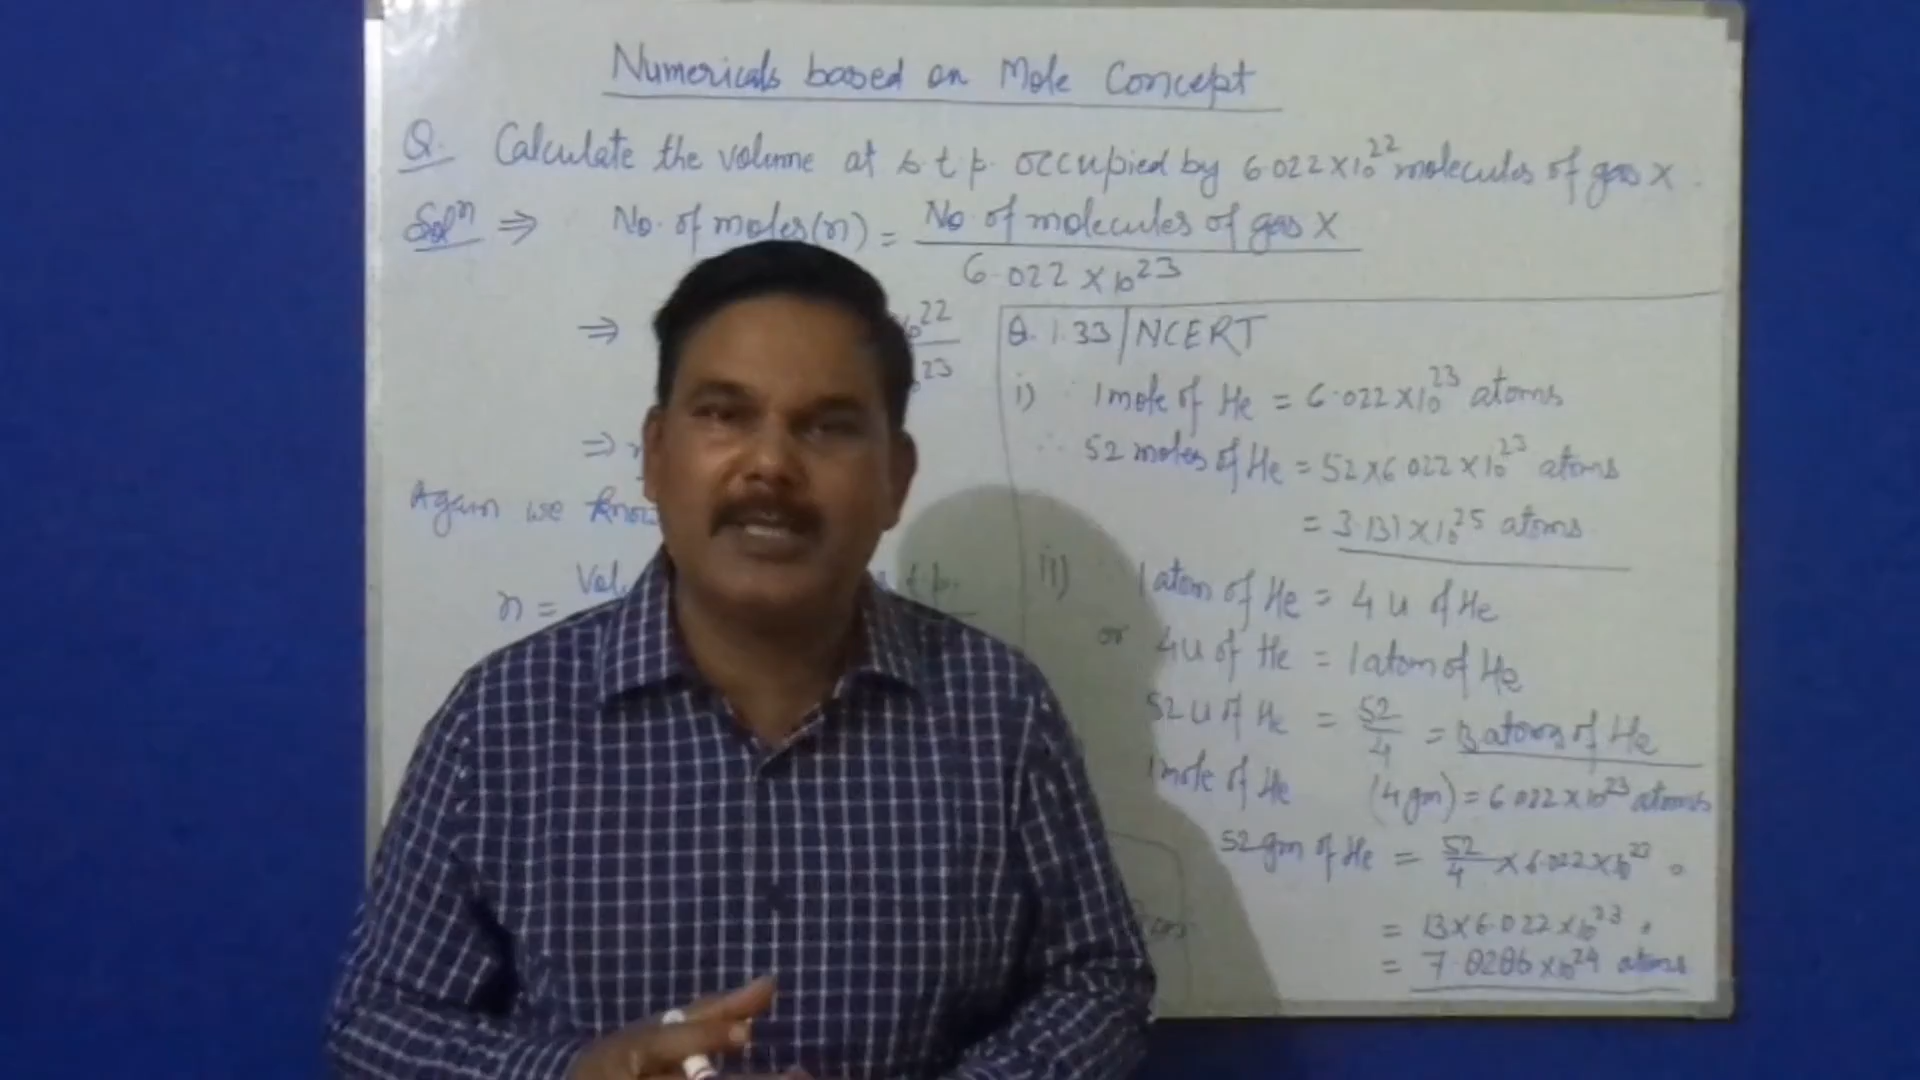 Numericals based on Mole Concept
Q. Calculate the volume at s.t.p. occupied by 6.022×10²² molecules of gas X.
Solⁿ ⇒ No. of moles(n) = No. of molecules of gas X
6.022 × 10²³
⇒
10²²
10²³
⇒ n
Again we know
n =
t.p.
Q. 1.33/NCERT
i) ∵ 1 mole of He = 6.022×10²³ atoms
∴ 52 moles of He = 52×6.022×10²³ atoms
= 3.131×10²⁵ atoms
ii) 1 atom of He = 4 u of He
or 4u of He = 1 atom of He
52 u of He = 52/4 = 13 atoms of He
1 mole of He (4 gm) = 6.022×10²³ atoms
52 gm of He = 52/4 × 6.022×10²³
= 13×6.022×10²³
= 7.8286×10²⁴ atoms